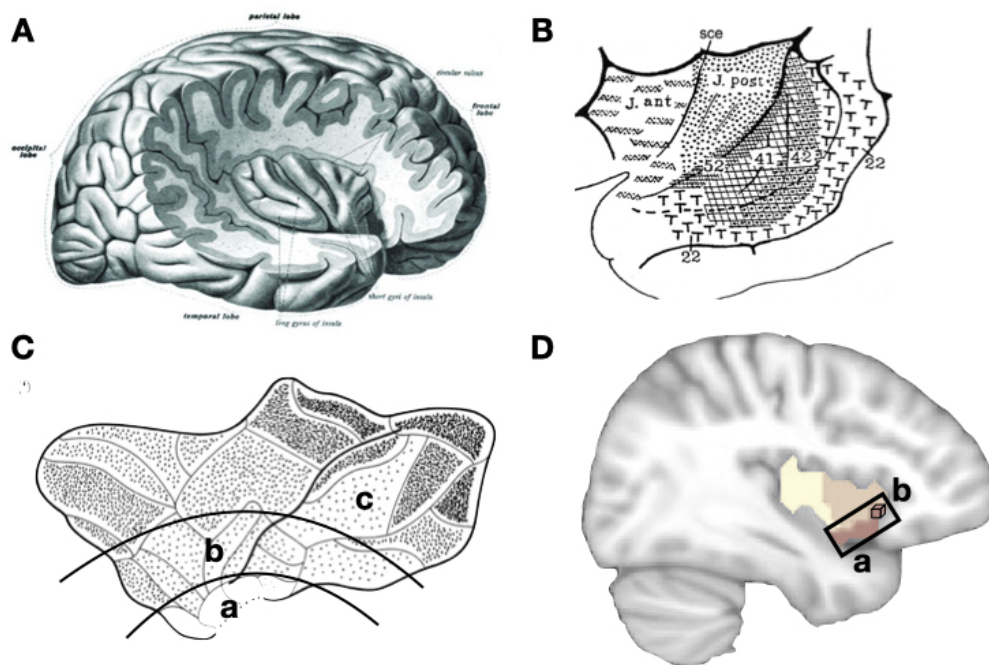 A
parietal lobe
circular sulcus
frontal lobe
occipital lobe
short gyri of insula
temporal lobe
long gyrus of insula
B
sce
J. ant
J. post
52
41
42
22
22
C
c
b
a
D
b
a